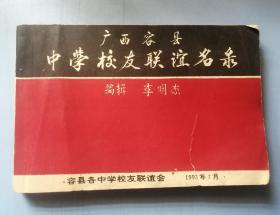 广西容县
中学校友联谊名录
编辑 李明杰
容县各中学校友联谊会 1993年7月